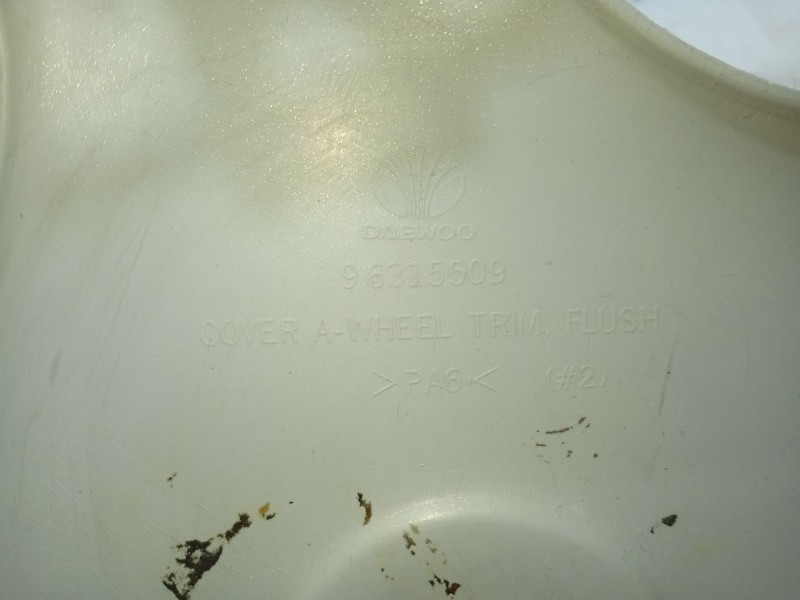 DAEWOO
96315509
COVER A-WHEEL TRIM, FLUSH
>PA6< (#2)